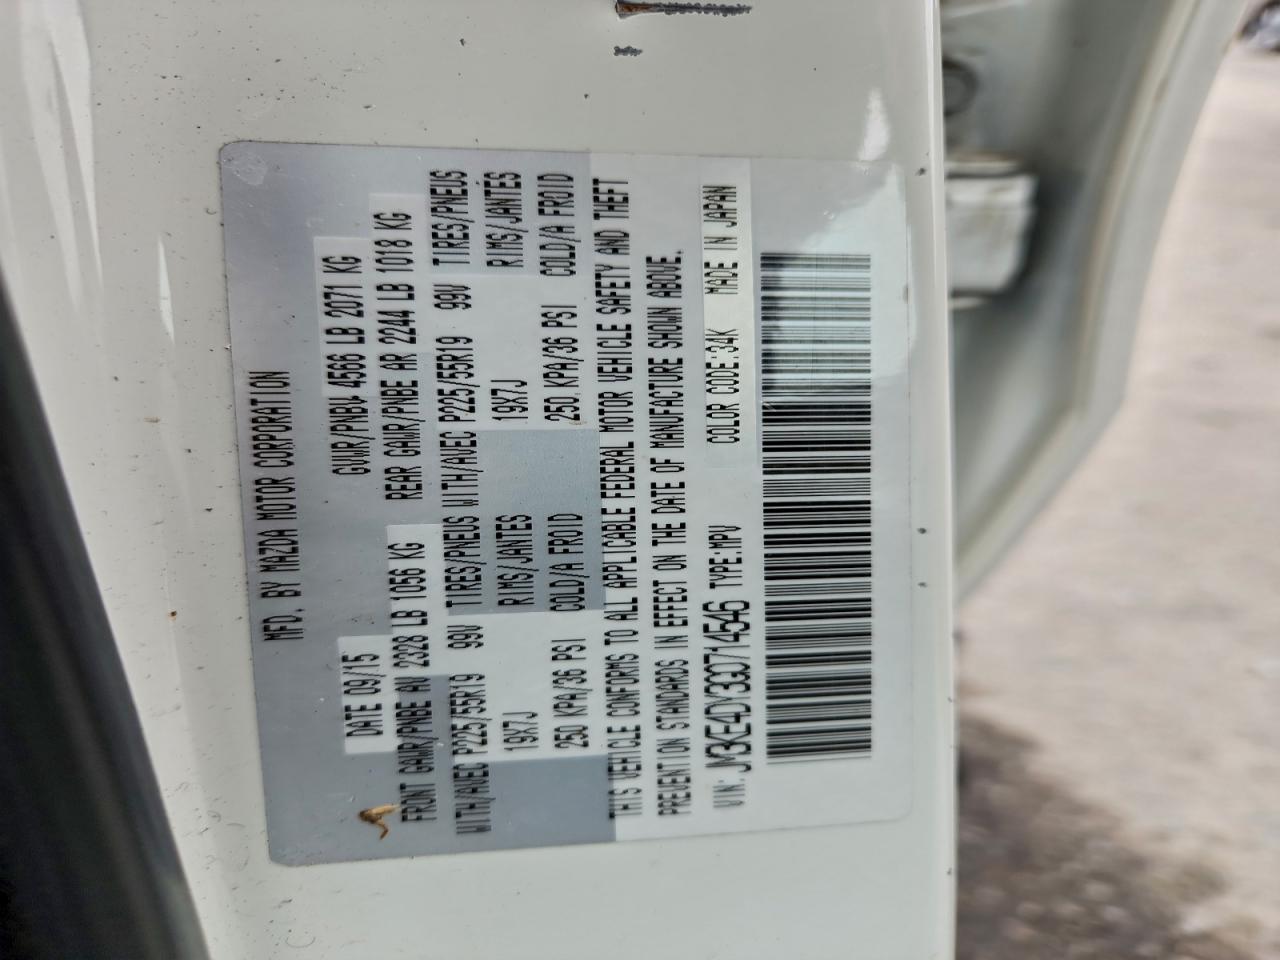 MFD. BY MAZDA MOTOR CORPORATION
DATE 09/15 GVWR/PNBV 4566 LB 2071 KG
FRONT GAWR/PNBE AV 2328 LB 1056 KG REAR GAWR/PNBE AR 2244 LB 1018 KG
WITH/AVEC P225/55R19 99V TIRES/PNEUS WITH/AVEC P225/55R19 99V TIRES/PNEUS
19X7J RIMS/JANTES 19X7J RIMS/JANTES
250 KPA/36 PSI COLD/A FROID 250 KPA/36 PSI COLD/A FROID
THIS VEHICLE CONFORMS TO ALL APPLICABLE FEDERAL MOTOR VEHICLE SAFETY AND THEFT
PREVENTION STANDARDS IN EFFECT ON THE DATE OF MANUFACTURE SHOWN ABOVE.
VIN: JM3KE4DY3G0714546 TYPE:MPV COLOR CODE:34K MADE IN JAPAN